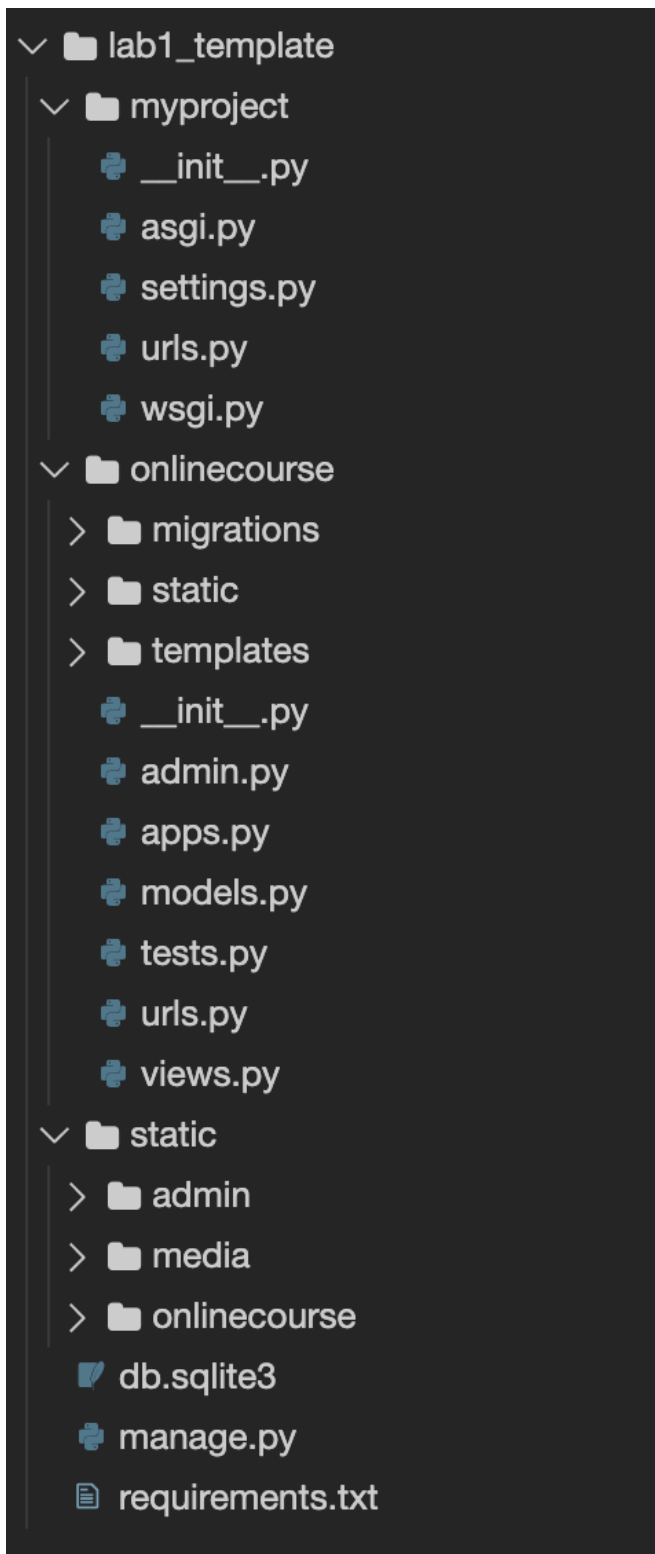 lab1_template
myproject
__init__.py
asgi.py
settings.py
urls.py
wsgi.py
onlinecourse
migrations
static
templates
__init__.py
admin.py
apps.py
models.py
tests.py
urls.py
views.py
static
admin
media
onlinecourse
db.sqlite3
manage.py
requirements.txt